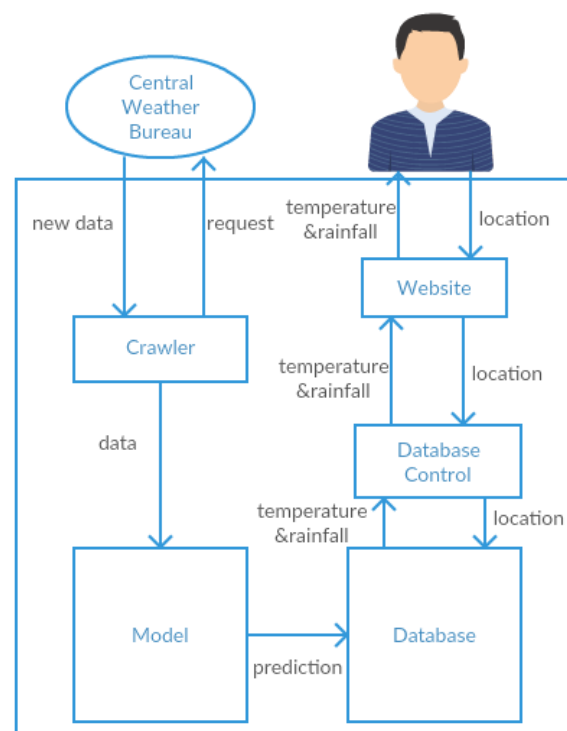 Central
Weather
Bureau
new data
request
temperature
&rainfall
location
Website
Crawler
temperature
&rainfall
location
data
Database
Control
temperature
&rainfall
location
Model
Database
prediction